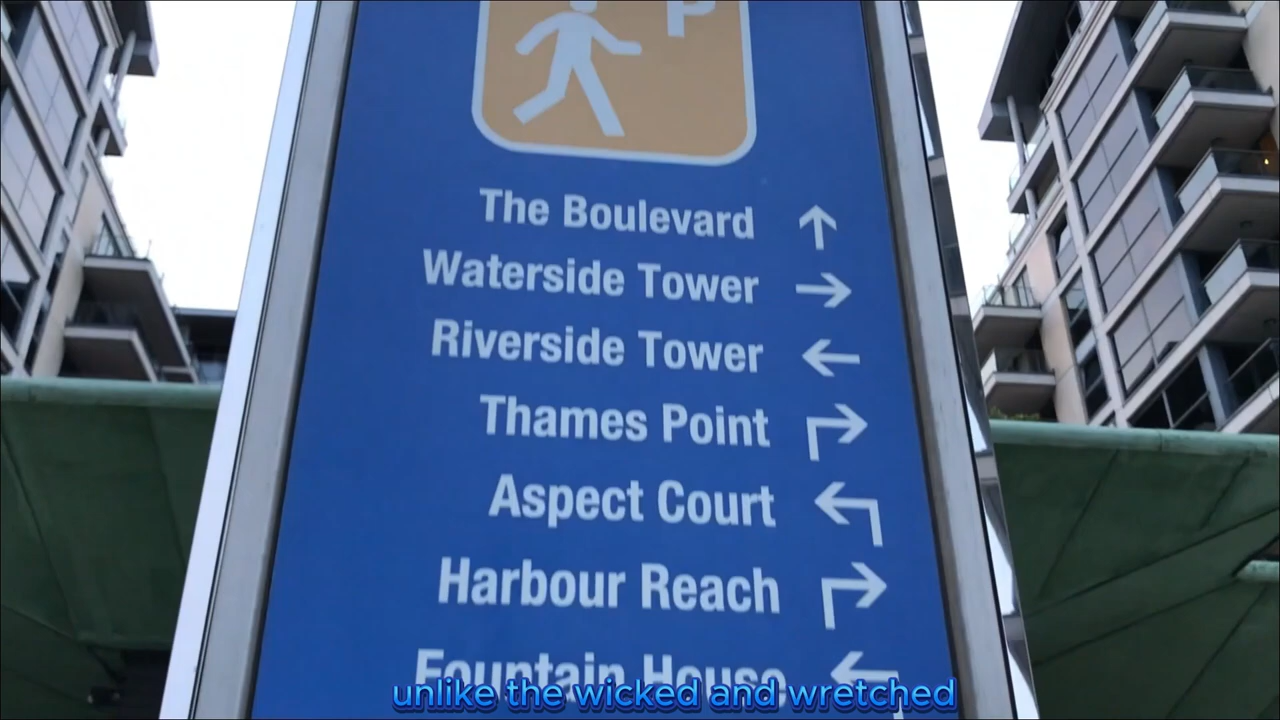 P
The Boulevard ↑
Waterside Tower →
Riverside Tower ←
Thames Point ↱
Aspect Court ↰
Harbour Reach ↱
Fountain House ↰
unlike the wicked and wretched